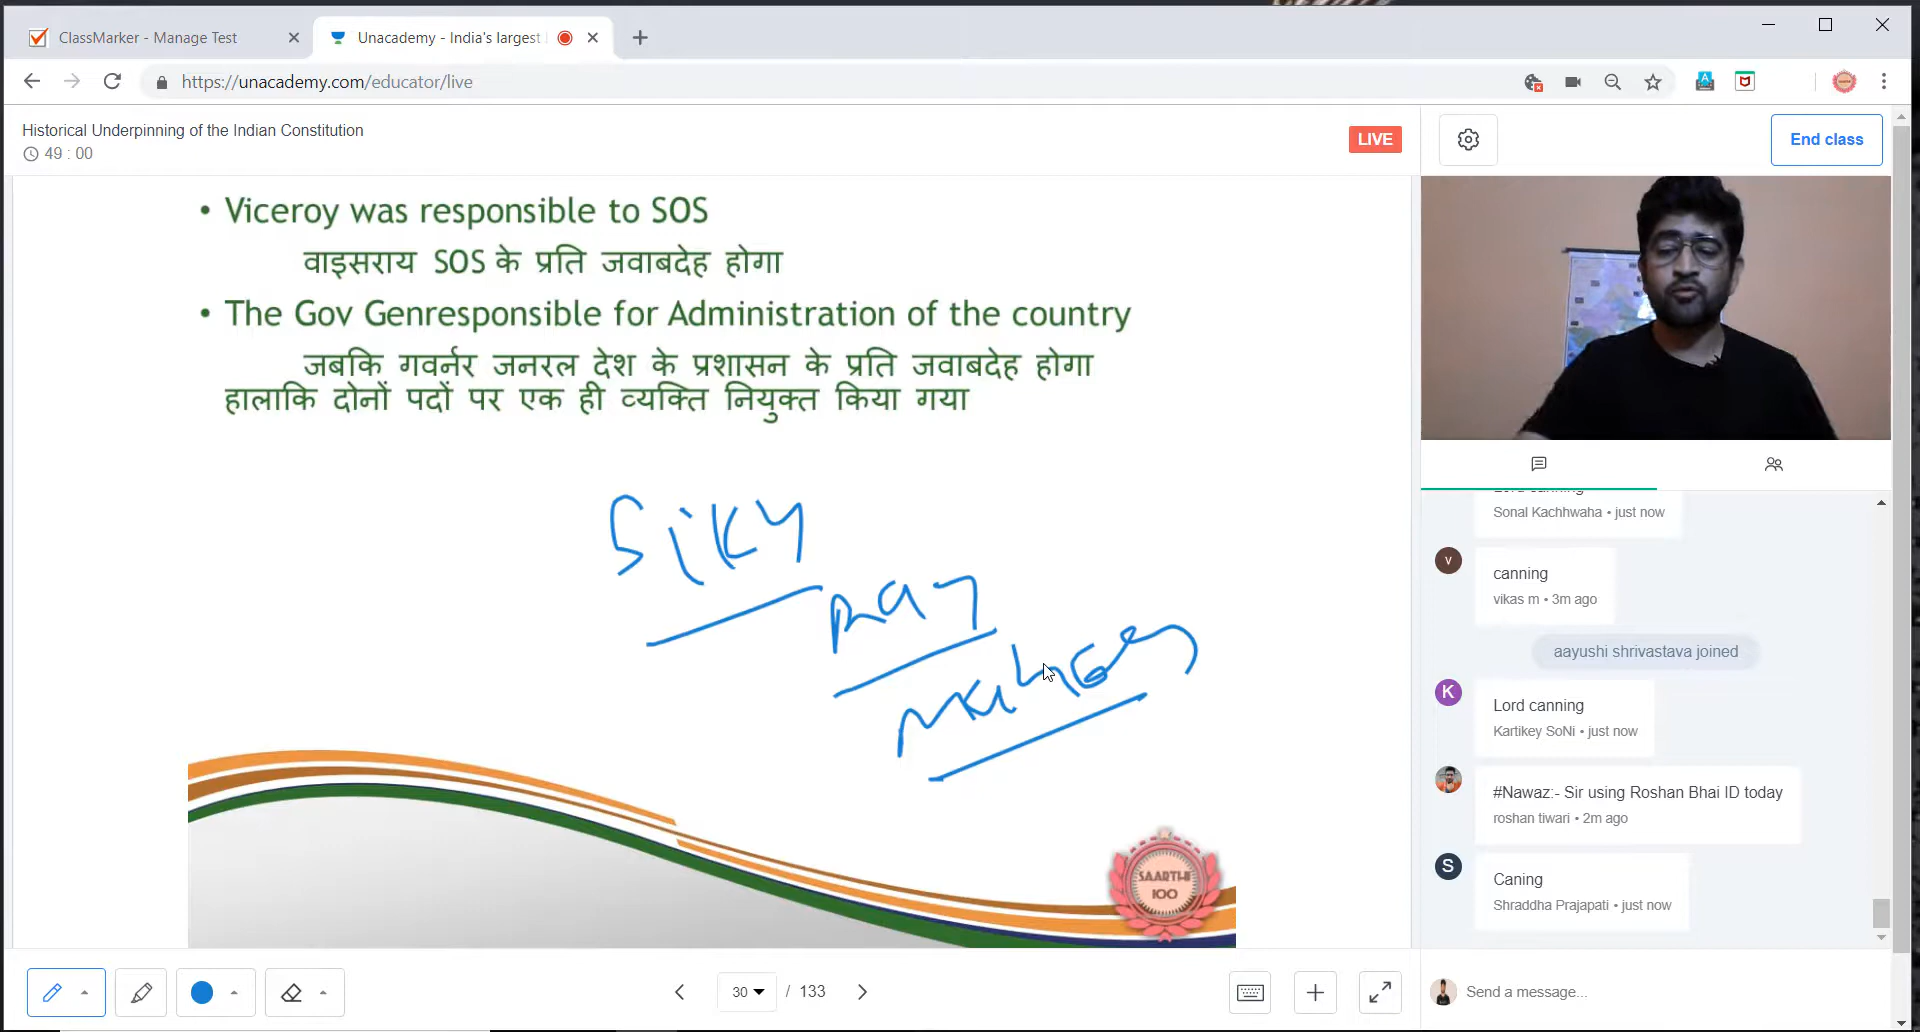 ClassMarker - Manage Test
Unacademy - India's largest
https://unacademy.com/educator/live
Historical Underpinning of the Indian Constitution
49 : 00
LIVE
End class
• Viceroy was responsible to SOS
वाइसराय SOS के प्रति जवाबदेह होगा
• The Gov Genresponsible for Administration of the country
जबकि गवर्नर जनरल देश के प्रशासन के प्रति जवाबदेह होगा
हालाकि दोनों पदों पर एक ही व्यक्ति नियुक्त किया गया
SAARTHI
100
30 / 133
Sonal Kachhwaha • just now
v
canning
vikas m • 3m ago
aayushi shrivastava joined
K
Lord canning
Kartikey SoNi • just now
#Nawaz:- Sir using Roshan Bhai ID today
roshan tiwari • 2m ago
S
Caning
Shraddha Prajapati • just now
Send a message...